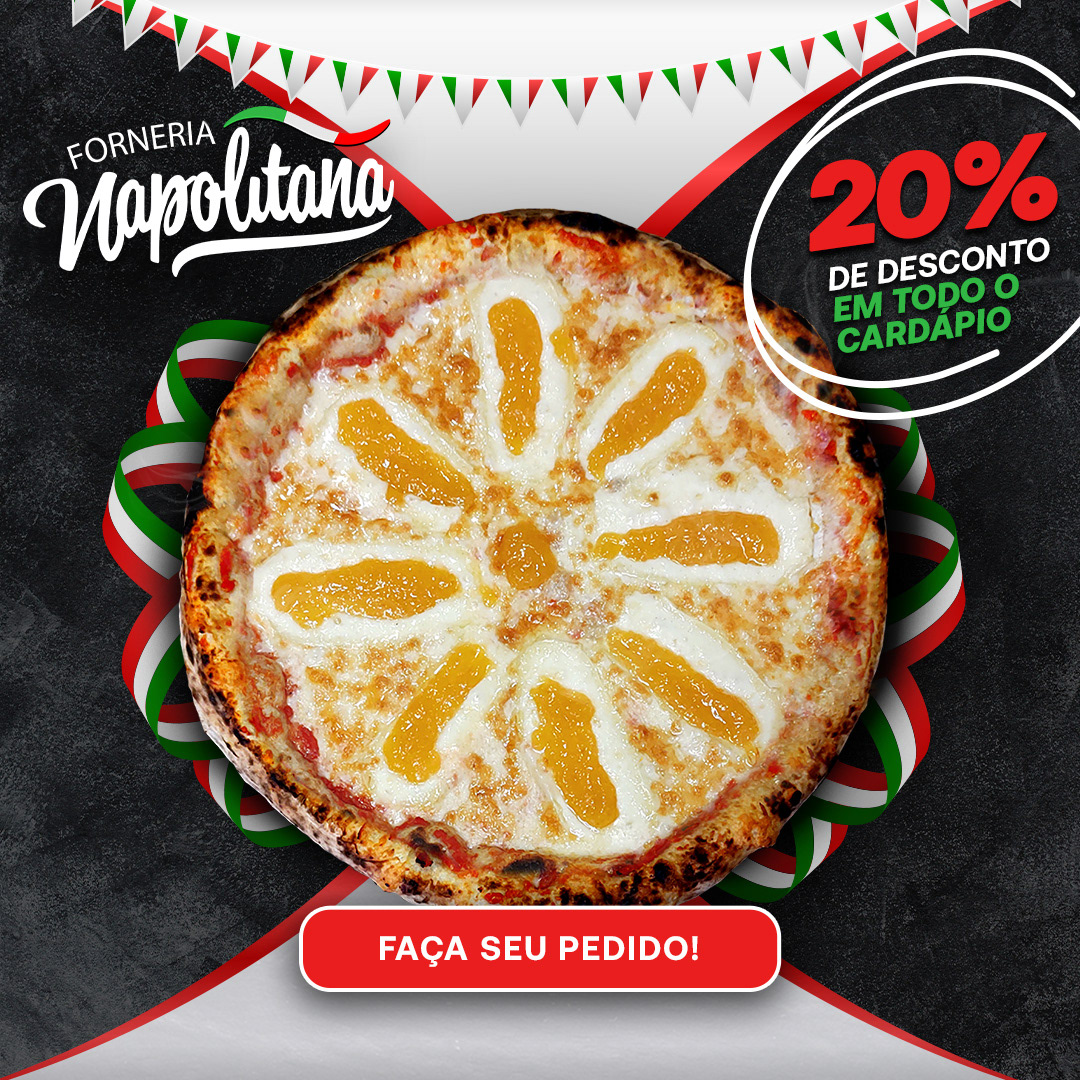 FORNERIA
Napolitana
20%
DE DESCONTO
EM TODO O
CARDÁPIO
FAÇA SEU PEDIDO!